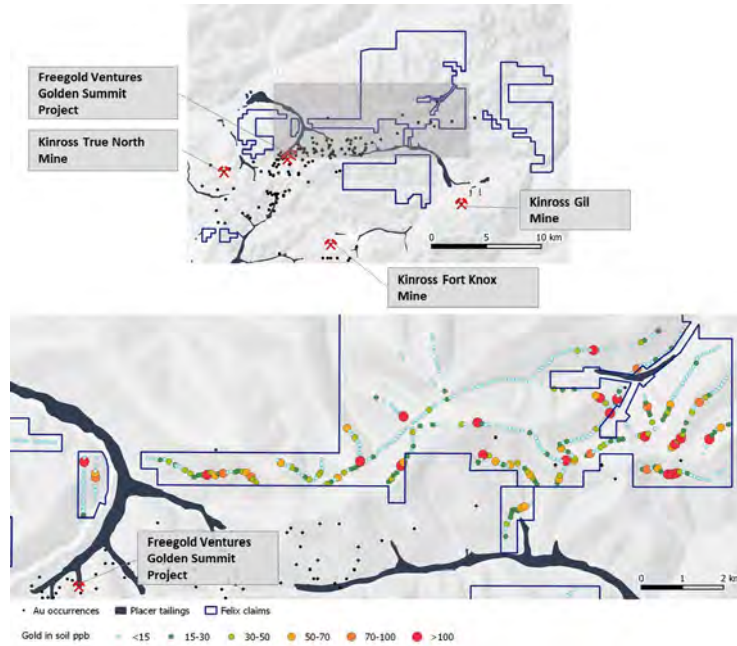 Freegold Ventures
Golden Summit
Project
Kinross True North
Mine
Kinross Gil
Mine
0 5 10 km
Kinross Fort Knox
Mine
Freegold Ventures
Golden Summit
Project
0 1 2 km
Au occurrences Placer tailings Felix claims
Gold in soil ppb <15 15-30 30-50 50-70 70-100 >100